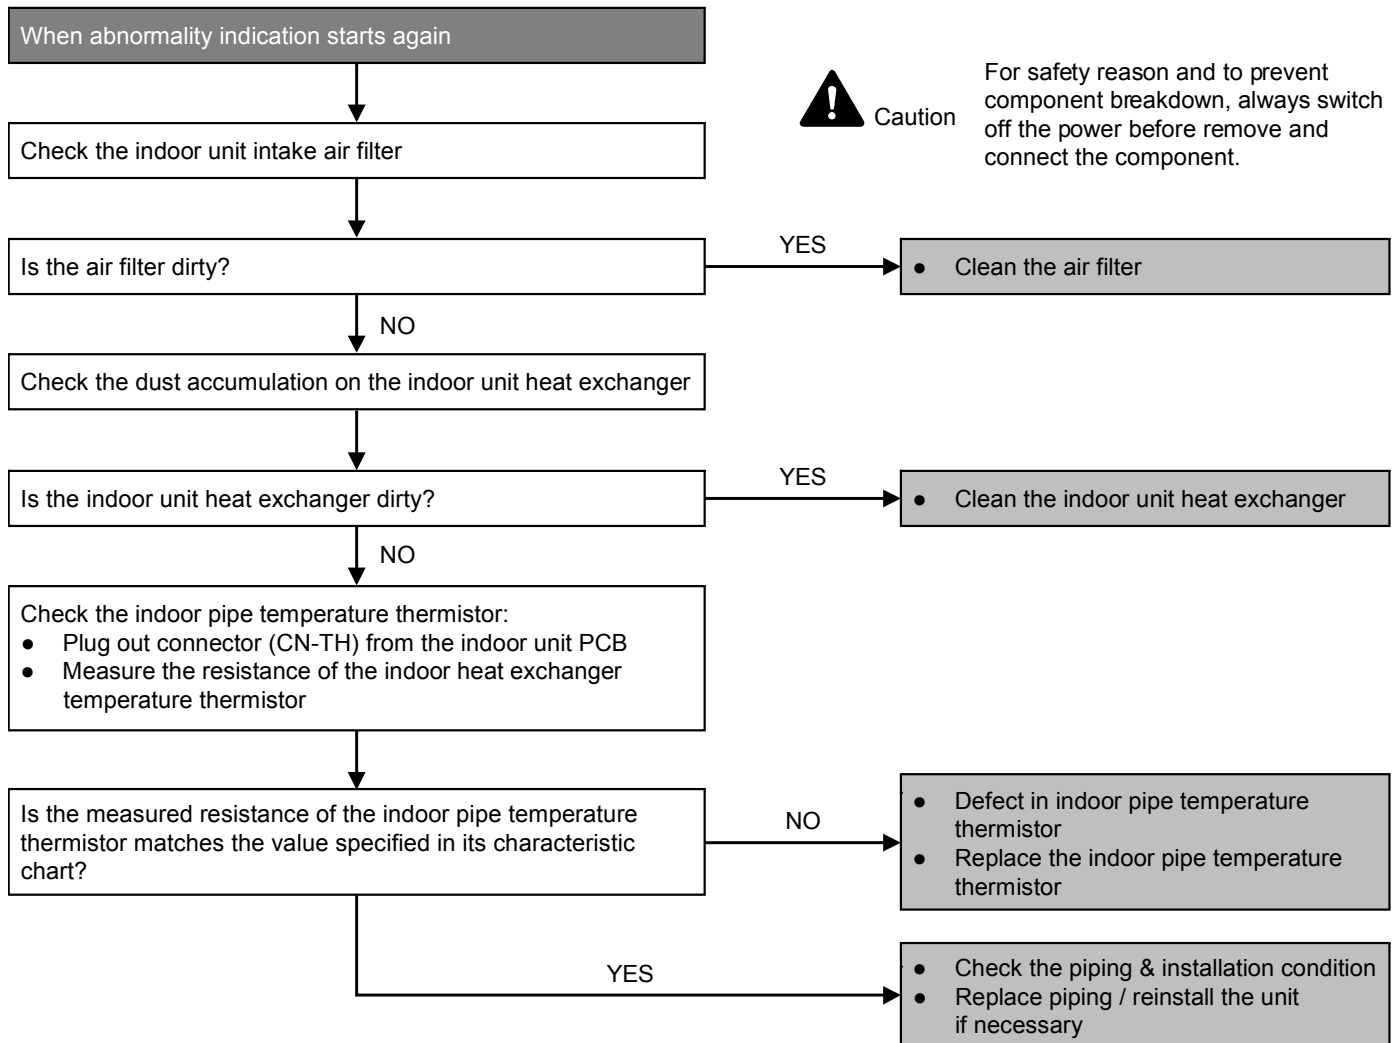 When abnormality indication starts again
Caution
For safety reason and to prevent
component breakdown, always switch
off the power before remove and
connect the component.
Check the indoor unit intake air filter
Is the air filter dirty?
YES
● Clean the air filter
NO
Check the dust accumulation on the indoor unit heat exchanger
Is the indoor unit heat exchanger dirty?
YES
● Clean the indoor unit heat exchanger
NO
Check the indoor pipe temperature thermistor:
● Plug out connector (CN-TH) from the indoor unit PCB
● Measure the resistance of the indoor heat exchanger
temperature thermistor
Is the measured resistance of the indoor pipe temperature
thermistor matches the value specified in its characteristic
chart?
NO
● Defect in indoor pipe temperature
thermistor
● Replace the indoor pipe temperature
thermistor
YES
● Check the piping & installation condition
● Replace piping / reinstall the unit
if necessary